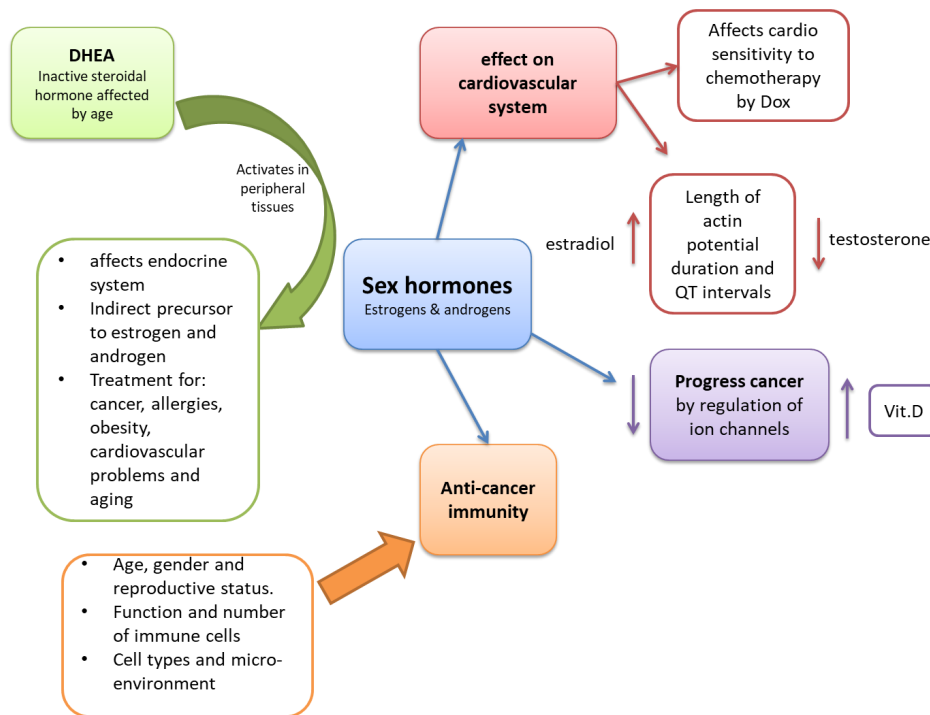 DHEA
Inactive steroidal
hormone affected
by age
Activates in
peripheral
tissues
• affects endocrine
system
• Indirect precursor
to estrogen and
androgen
• Treatment for:
cancer, allergies,
obesity,
cardiovascular
problems and
aging
• Age, gender and
reproductive status.
• Function and number
of immune cells
• Cell types and micro-
environment
effect on
cardiovascular
system
Affects cardio
sensitivity to
chemotherapy
by Dox
estradiol
Length of
actin
potential
duration and
QT intervals
testosterone
Sex hormones
Estrogens & androgens
Progress cancer
by regulation of
ion channels
Vit.D
Anti-cancer
immunity